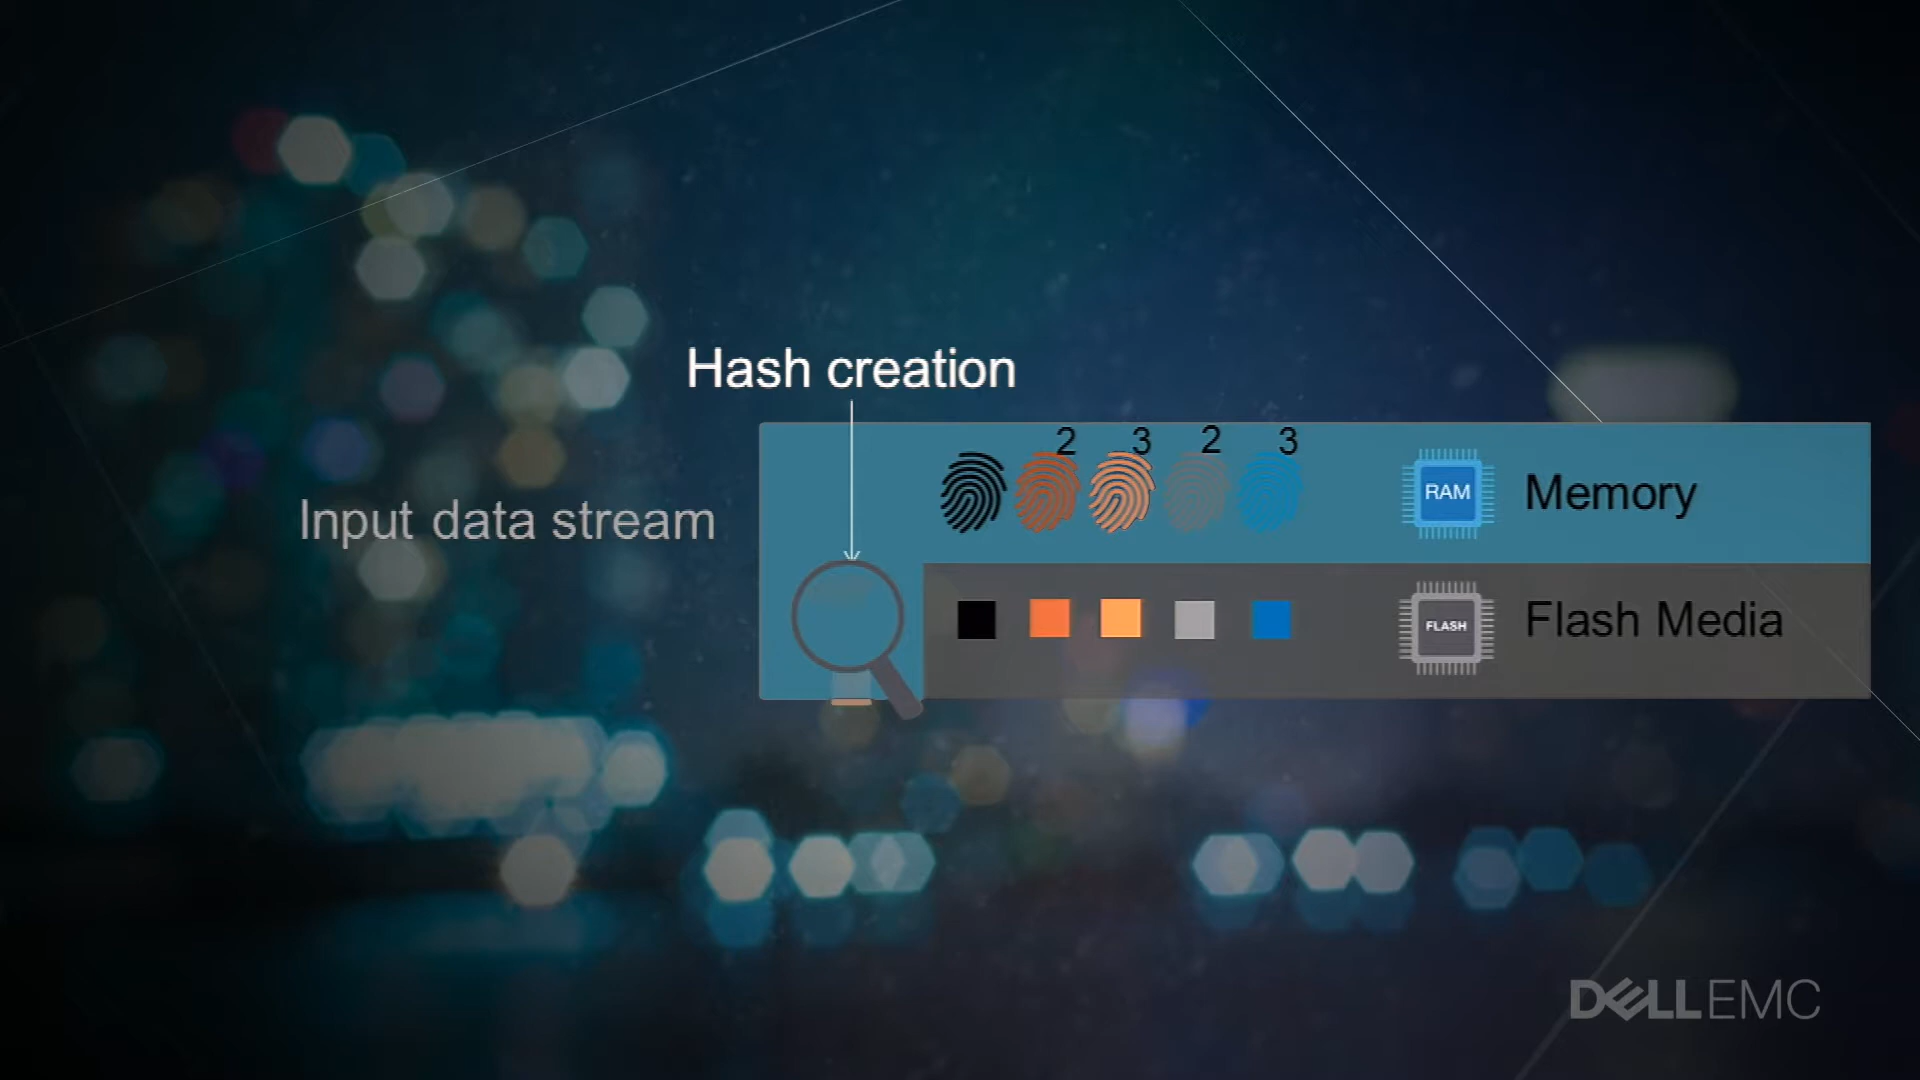 Hash creation
2 3 2 3
RAM
Memory
Input data stream
FLASH
Flash Media
DELLEMC